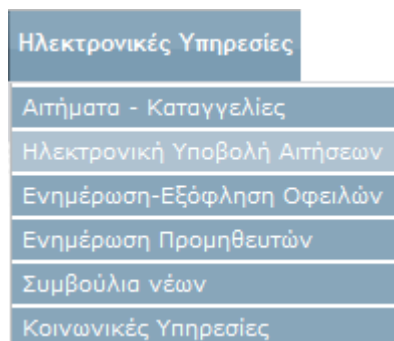 Ηλεκτρονικές Υπηρεσίες
Αιτήματα - Καταγγελίες
Ηλεκτρονική Υποβολή Αιτήσεων
Ενημέρωση-Εξόφληση Οφειλών
Ενημέρωση Προμηθευτών
Συμβούλια νέων
Κοινωνικές Υπηρεσίες